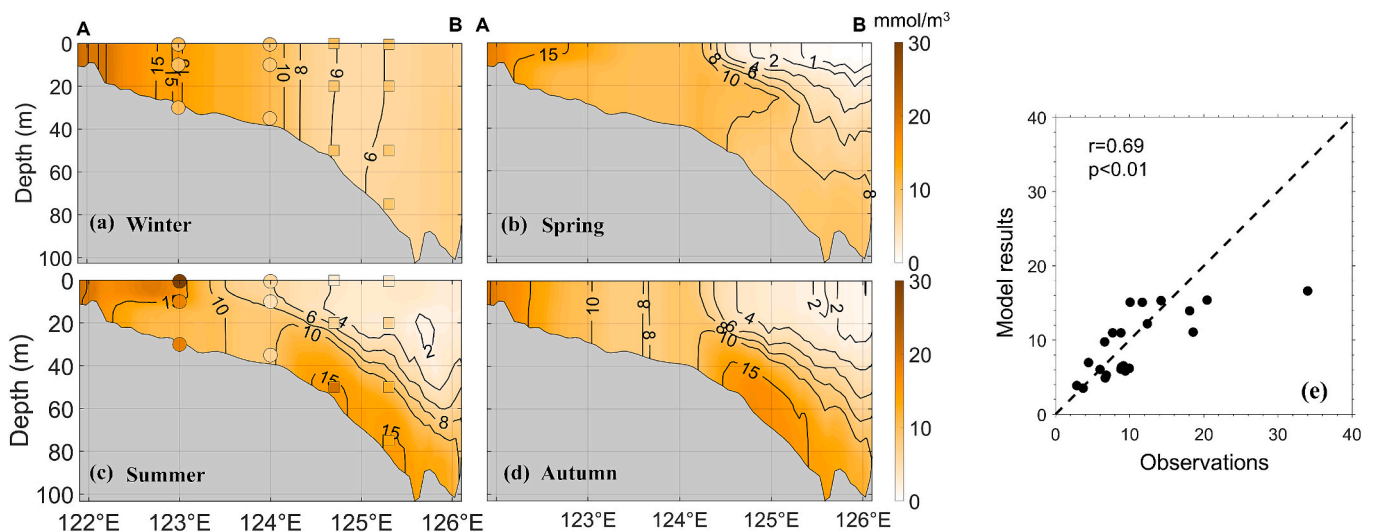 A B A B mmol/m³
0 15 15 10 8 6 15 10 8 6 4 2 1 30
20
40 6 20
Depth (m)
60
80 (a) Winter (b) Spring 8 10
100 0
0 15 10 6 4 2 10 8 8 6 4 2 30
20 8 6 10
40 10 20
Depth (m)
60 15 15
80 (c) Summer 15 8 (d) Autumn 10
100 0
122°E 123°E 124°E 125°E 126°E 123°E 124°E 125°E 126°E
40
r=0.69
p<0.01
30
Model results
20
10
(e)
0
0 10 20 30 40
Observations